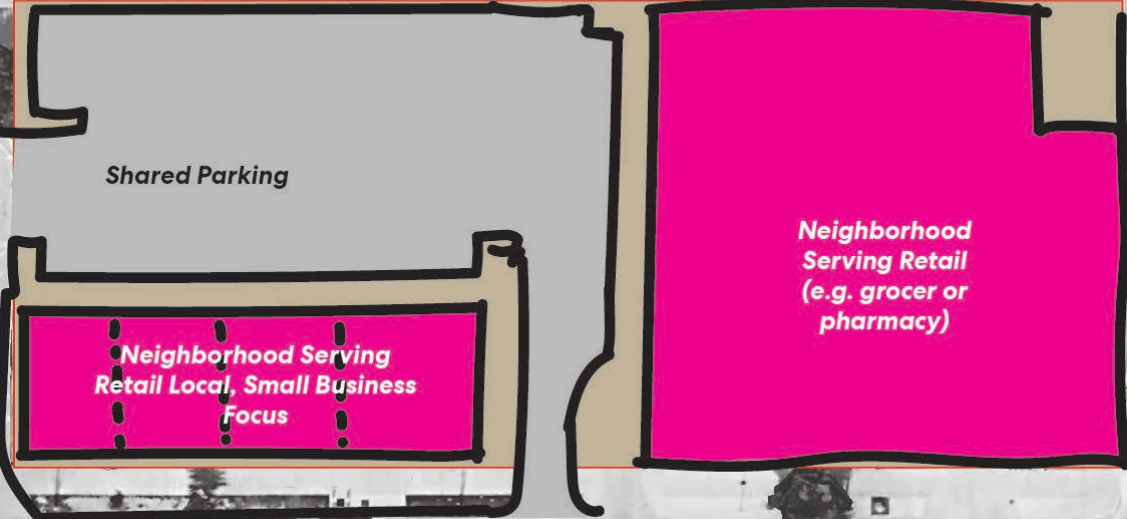 Shared Parking
Neighborhood
Serving Retail
(e.g. grocer or
pharmacy)
Neighborhood Serving
Retail Local, Small Business
Focus